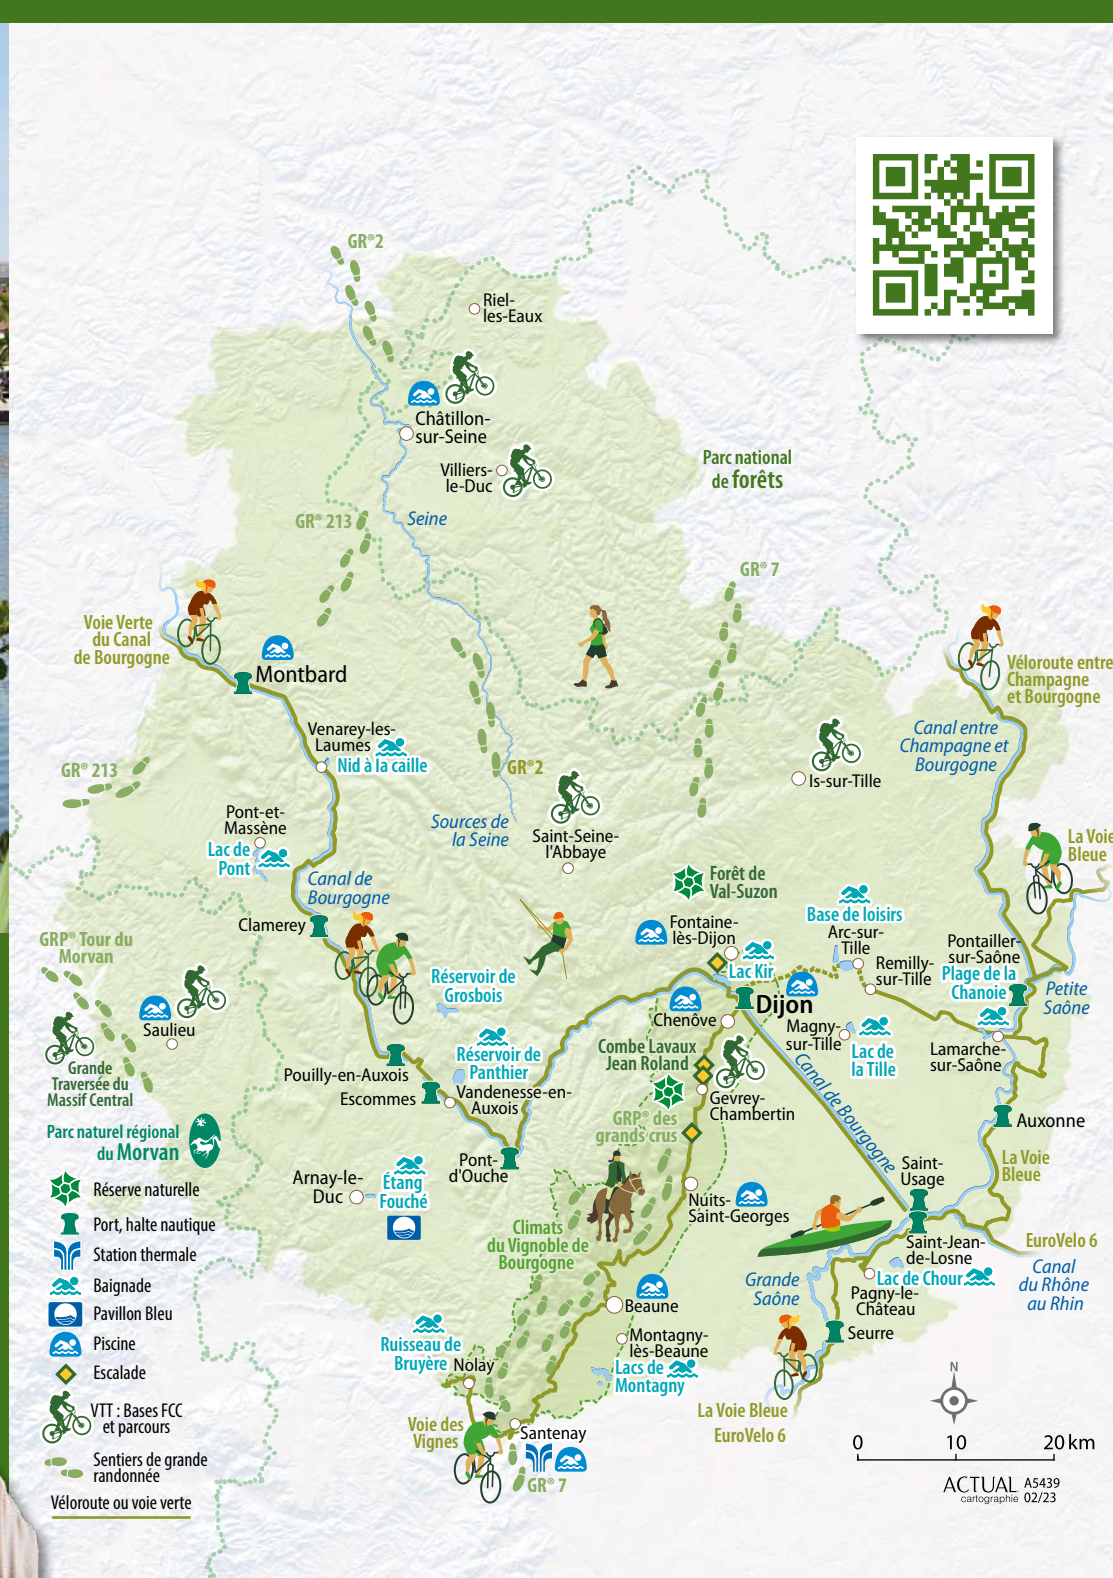 GR®2
Riel-
les-Eaux
Châtillon-
sur-Seine
Villiers-
le-Duc
Parc national
de forêts
GR® 213
Seine
GR® 7
Voie Verte
du Canal
de Bourgogne
Montbard
Véloroute entre
Champagne
et Bourgogne
Canal entre
Champagne et
Bourgogne
Venarey-les-
Laumes
Nid à la caille
GR® 213
GR®2
Is-sur-Tille
Pont-et-
Massène
Lac de
Pont
Sources de
la Seine
Saint-Seine-
l'Abbaye
La Voie
Bleue
Canal de
Bourgogne
Forêt de
Val-Suzon
Clamerey
Fontaine-
lès-Dijon
Base de loisirs
Arc-sur-
Tille
GRP® Tour du
Morvan
Lac Kir
Remilly-
sur-Tille
Pontailler-
sur-Saône
Plage de la
Chanoie
Réservoir de
Grosbois
Petite
Saône
Saulieu
Dijon
Chenôve
Magny-
sur-Tille
Lac de
la Tille
Lamarche-
sur-Saône
Grande
Traversée du
Massif Central
Réservoir de
Panthier
Combe Lavaux
Jean Roland
Pouilly-en-Auxois
Escommes
Vandenesse-en-
Auxois
Gevrey-
Chambertin
Canal de Bourgogne
GRP® des
grands crus
Auxonne
Parc naturel régional
du Morvan
Pont-
d'Ouche
La Voie
Bleue
Arnay-le-
Duc
Étang
Fouché
Saint-
Usage
Nuits-
Saint-Georges
Climats
du Vignoble de
Bourgogne
Saint-Jean-
de-Losne
EuroVelo 6
Canal
du Rhône
au Rhin
Lac de Chour
Pagny-le-
Château
Grande
Saône
Beaune
Seurre
Montagny-
lès-Beaune
Lacs de
Montagny
Ruisseau de
Bruyère
Nolay
La Voie Bleue
EuroVelo 6
Voie des
Vignes
Santenay
GR® 7
Réserve naturelle
Port, halte nautique
Station thermale
Baignade
Pavillon Bleu
Piscine
Escalade
VTT : Bases FCC
et parcours
Sentiers de grande
randonnée
Véloroute ou voie verte
N
0 10 20 km
ACTUAL A5439
cartographie 02/23